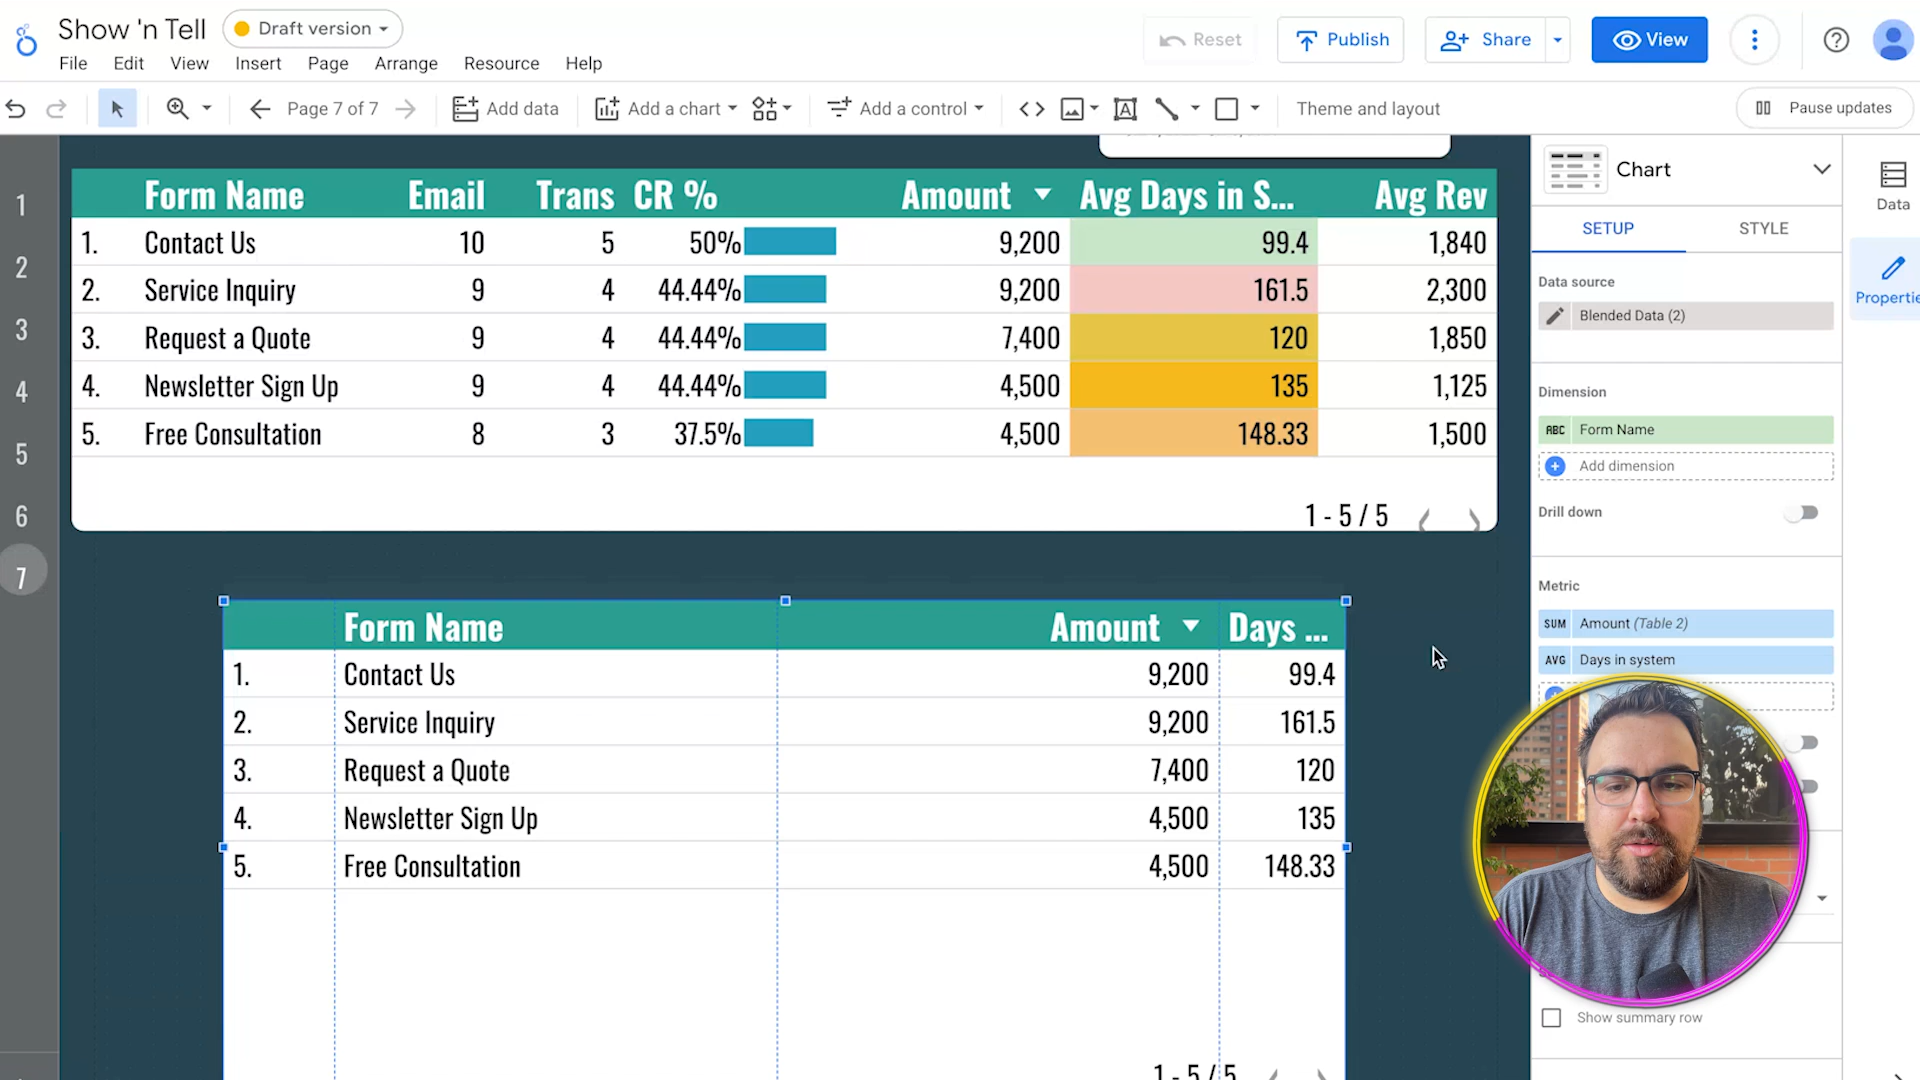 Show 'n Tell
Draft version
Reset
Publish
Share
View
File Edit View Insert Page Arrange Resource Help
Page 7 of 7
Add data
Add a chart
Add a control
Theme and layout
Pause updates
1
2
3
4
5
6
7
Form Name Email Trans CR % Amount Avg Days in S... Avg Rev
1. Contact Us 10 5 50% 9,200 99.4 1,840
2. Service Inquiry 9 4 44.44% 9,200 161.5 2,300
3. Request a Quote 9 4 44.44% 7,400 120 1,850
4. Newsletter Sign Up 9 4 44.44% 4,500 135 1,125
5. Free Consultation 8 3 37.5% 4,500 148.33 1,500
1 - 5 / 5
Form Name Amount Days ...
1. Contact Us 9,200 99.4
2. Service Inquiry 9,200 161.5
3. Request a Quote 7,400 120
4. Newsletter Sign Up 4,500 135
5. Free Consultation 4,500 148.33
1 - 5 / 5
Chart
SETUP STYLE
Data source
Blended Data (2)
Dimension
ABC Form Name
Add dimension
Drill down
Metric
SUM Amount (Table 2)
AVG Days in system
Show summary row
Data
Propertie